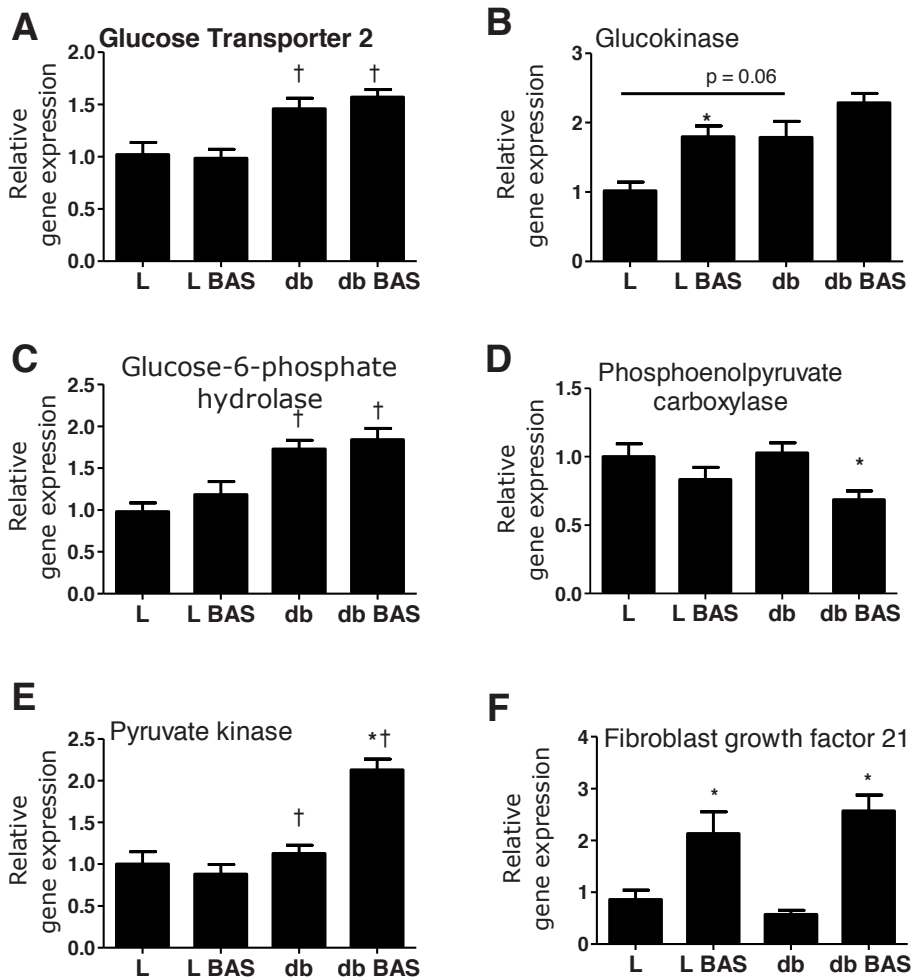 A
Glucose Transporter 2
Relative
gene expression
2.0
1.5
1.0
0.5
0.0
†
†
L
L BAS
db
db BAS
B
Glucokinase
Relative
gene expression
3
2
1
0
p = 0.06
*
L
L BAS
db
db BAS
C
Glucose-6-phosphate
hydrolase
Relative
gene expression
2.5
2.0
1.5
1.0
0.5
0.0
†
†
L
L BAS
db
db BAS
D
Phosphoenolpyruvate
carboxylase
Relative
gene expression
1.5
1.0
0.5
0.0
*
L
L BAS
db
db BAS
E
Pyruvate kinase
Relative
gene expression
2.5
2.0
1.5
1.0
0.5
0.0
†
*†
L
L BAS
db
db BAS
F
Fibroblast growth factor 21
Relative
gene expression
4
3
2
1
0
*
*
L
L BAS
db
db BAS